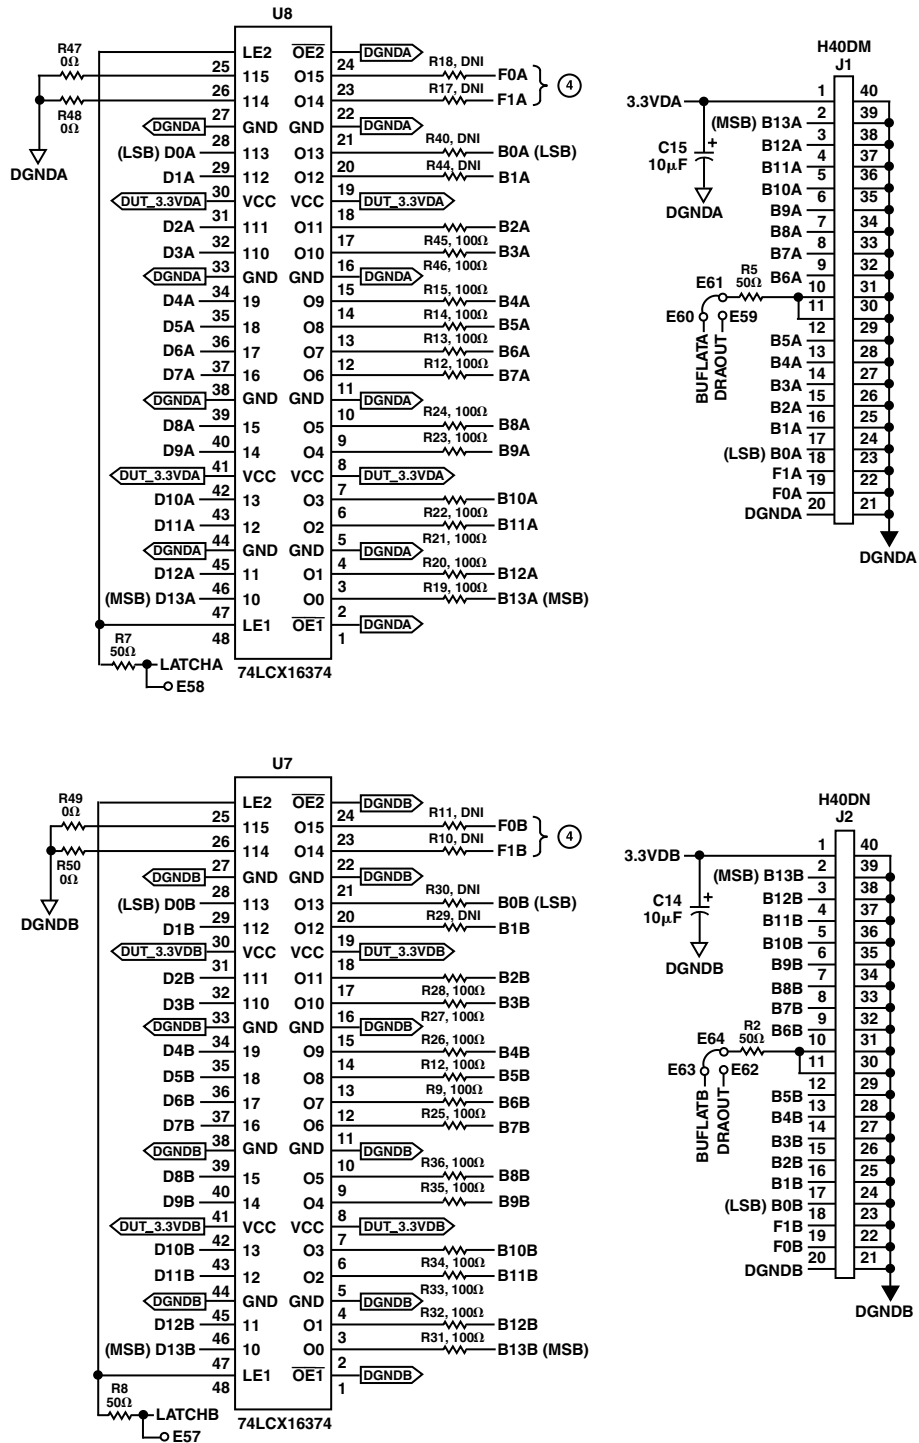 U8
LE2 OE2 DGNDA
R47 0Ω 25 115 O15 24 R18, DNI F0A
R48 0Ω 26 114 O14 23 R17, DNI F1A 4
DGNDA
DGNDA 27 GND GND 22 DGNDA
(LSB) D0A 28 113 O13 21 R40, DNI B0A (LSB)
D1A 29 112 O12 20 R44, DNI B1A
DUT_3.3VDA 30 VCC VCC 19 DUT_3.3VDA
D2A 31 111 O11 18 B2A
D3A 32 110 O10 17 R45, 100Ω B3A
DGNDA 33 GND GND 16 R46, 100Ω DGNDA
D4A 34 19 O9 15 R15, 100Ω B4A
D5A 35 18 O8 14 R14, 100Ω B5A
D6A 36 17 O7 13 R13, 100Ω B6A
D7A 37 16 O6 12 R12, 100Ω B7A
DGNDA 38 GND GND 11 DGNDA
D8A 39 15 O5 10 R24, 100Ω B8A
D9A 40 14 O4 9 R23, 100Ω B9A
DUT_3.3VDA 41 VCC VCC 8 DUT_3.3VDA
D10A 42 13 O3 7 B10A
D11A 43 12 O2 6 R22, 100Ω B11A
DGNDA 44 GND GND 5 R21, 100Ω DGNDA
D12A 45 11 O1 4 R20, 100Ω B12A
(MSB) D13A 46 10 O0 3 R19, 100Ω B13A (MSB)
47 LE1 OE1 2 DGNDA
48 1
R7 50Ω LATCHA
E58
74LCX16374
H40DM
J1
3.3VDA 1 40
(MSB) B13A 2 39
C15 10μF +
DGNDA
B12A 3 38
B11A 4 37
B10A 5 36
B9A 6 35
B8A 7 34
B7A 8 33
B6A 9 32
E61 R5 50Ω 10 31
E60 E59 11 30
BUFLATA
DRAOUT
B5A 12 29
B4A 13 28
B3A 14 27
B2A 15 26
B1A 16 25
(LSB) B0A 17 24
F1A 18 23
F0A 19 22
DGNDA 20 21
DGNDA
U7
LE2 OE2 DGNDB
R49 0Ω 25 115 O15 24 R11, DNI F0B
R50 0Ω 26 114 O14 23 R10, DNI F1B 4
DGNDB
DGNDB 27 GND GND 22 DGNDB
(LSB) D0B 28 113 O13 21 R30, DNI B0B (LSB)
D1B 29 112 O12 20 R29, DNI B1B
DUT_3.3VDB 30 VCC VCC 19 DUT_3.3VDB
D2B 31 111 O11 18 B2B
D3B 32 110 O10 17 R28, 100Ω B3B
DGNDB 33 GND GND 16 R27, 100Ω DGNDB
D4B 34 19 O9 15 R26, 100Ω B4B
D5B 35 18 O8 14 R12, 100Ω B5B
D6B 36 17 O7 13 R9, 100Ω B6B
D7B 37 16 O6 12 R25, 100Ω B7B
DGNDB 38 GND GND 11 DGNDB
D8B 39 15 O5 10 R36, 100Ω B8B
D9B 40 14 O4 9 R35, 100Ω B9B
DUT_3.3VDB 41 VCC VCC 8 DUT_3.3VDB
D10B 42 13 O3 7 B10B
D11B 43 12 O2 6 R34, 100Ω B11B
DGNDB 44 GND GND 5 R33, 100Ω DGNDB
D12B 45 11 O1 4 R32, 100Ω B12B
(MSB) D13B 46 10 O0 3 R31, 100Ω B13B (MSB)
47 LE1 OE1 2 DGNDB
48 1
R8 50Ω LATCHB
E57
74LCX16374
H40DN
J2
3.3VDB 1 40
(MSB) B13B 2 39
C14 10μF +
DGNDB
B12B 3 38
B11B 4 37
B10B 5 36
B9B 6 35
B8B 7 34
B7B 8 33
B6B 9 32
E64 R2 50Ω 10 31
E63 E62 11 30
BUFLATB
DRAOUT
B5B 12 29
B4B 13 28
B3B 14 27
B2B 15 26
B1B 16 25
(LSB) B0B 17 24
F1B 18 23
F0B 19 22
DGNDB 20 21
DGNDB